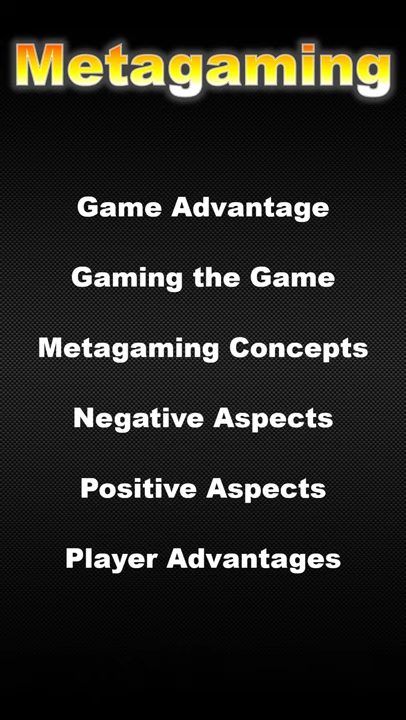 Metagaming
Game Advantage
Gaming the Game
Metagaming Concepts
Negative Aspects
Positive Aspects
Player Advantages